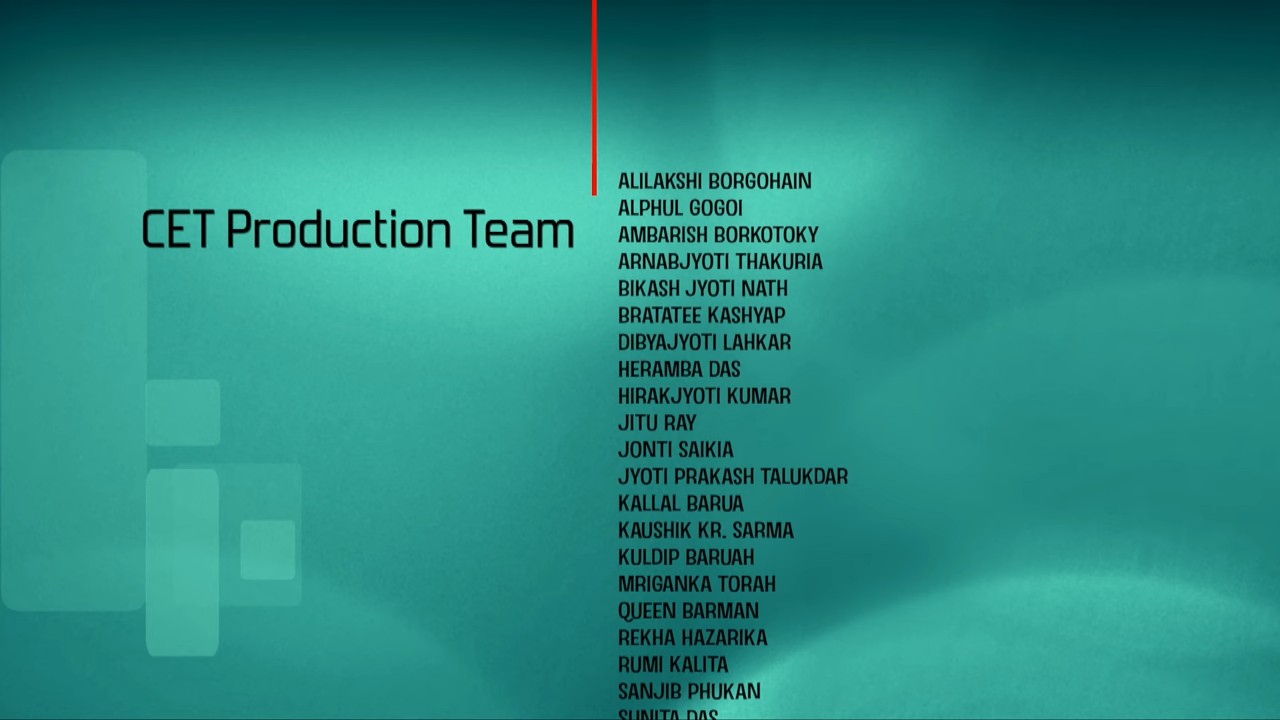 CET Production Team
ALILAKSHI BORGOHAIN
ALPHUL GOGOI
AMBARISH BORKOTOKY
ARNABJYOTI THAKURIA
BIKASH JYOTI NATH
BRATATEE KASHYAP
DIBYAJYOTI LAHKAR
HERAMBA DAS
HIRAKJYOTI KUMAR
JITU RAY
JONTI SAIKIA
JYOTI PRAKASH TALUKDAR
KALLAL BARUA
KAUSHIK KR. SARMA
KULDIP BARUAH
MRIGANKA TORAH
QUEEN BARMAN
REKHA HAZARIKA
RUMI KALITA
SANJIB PHUKAN
SUNITA DAS